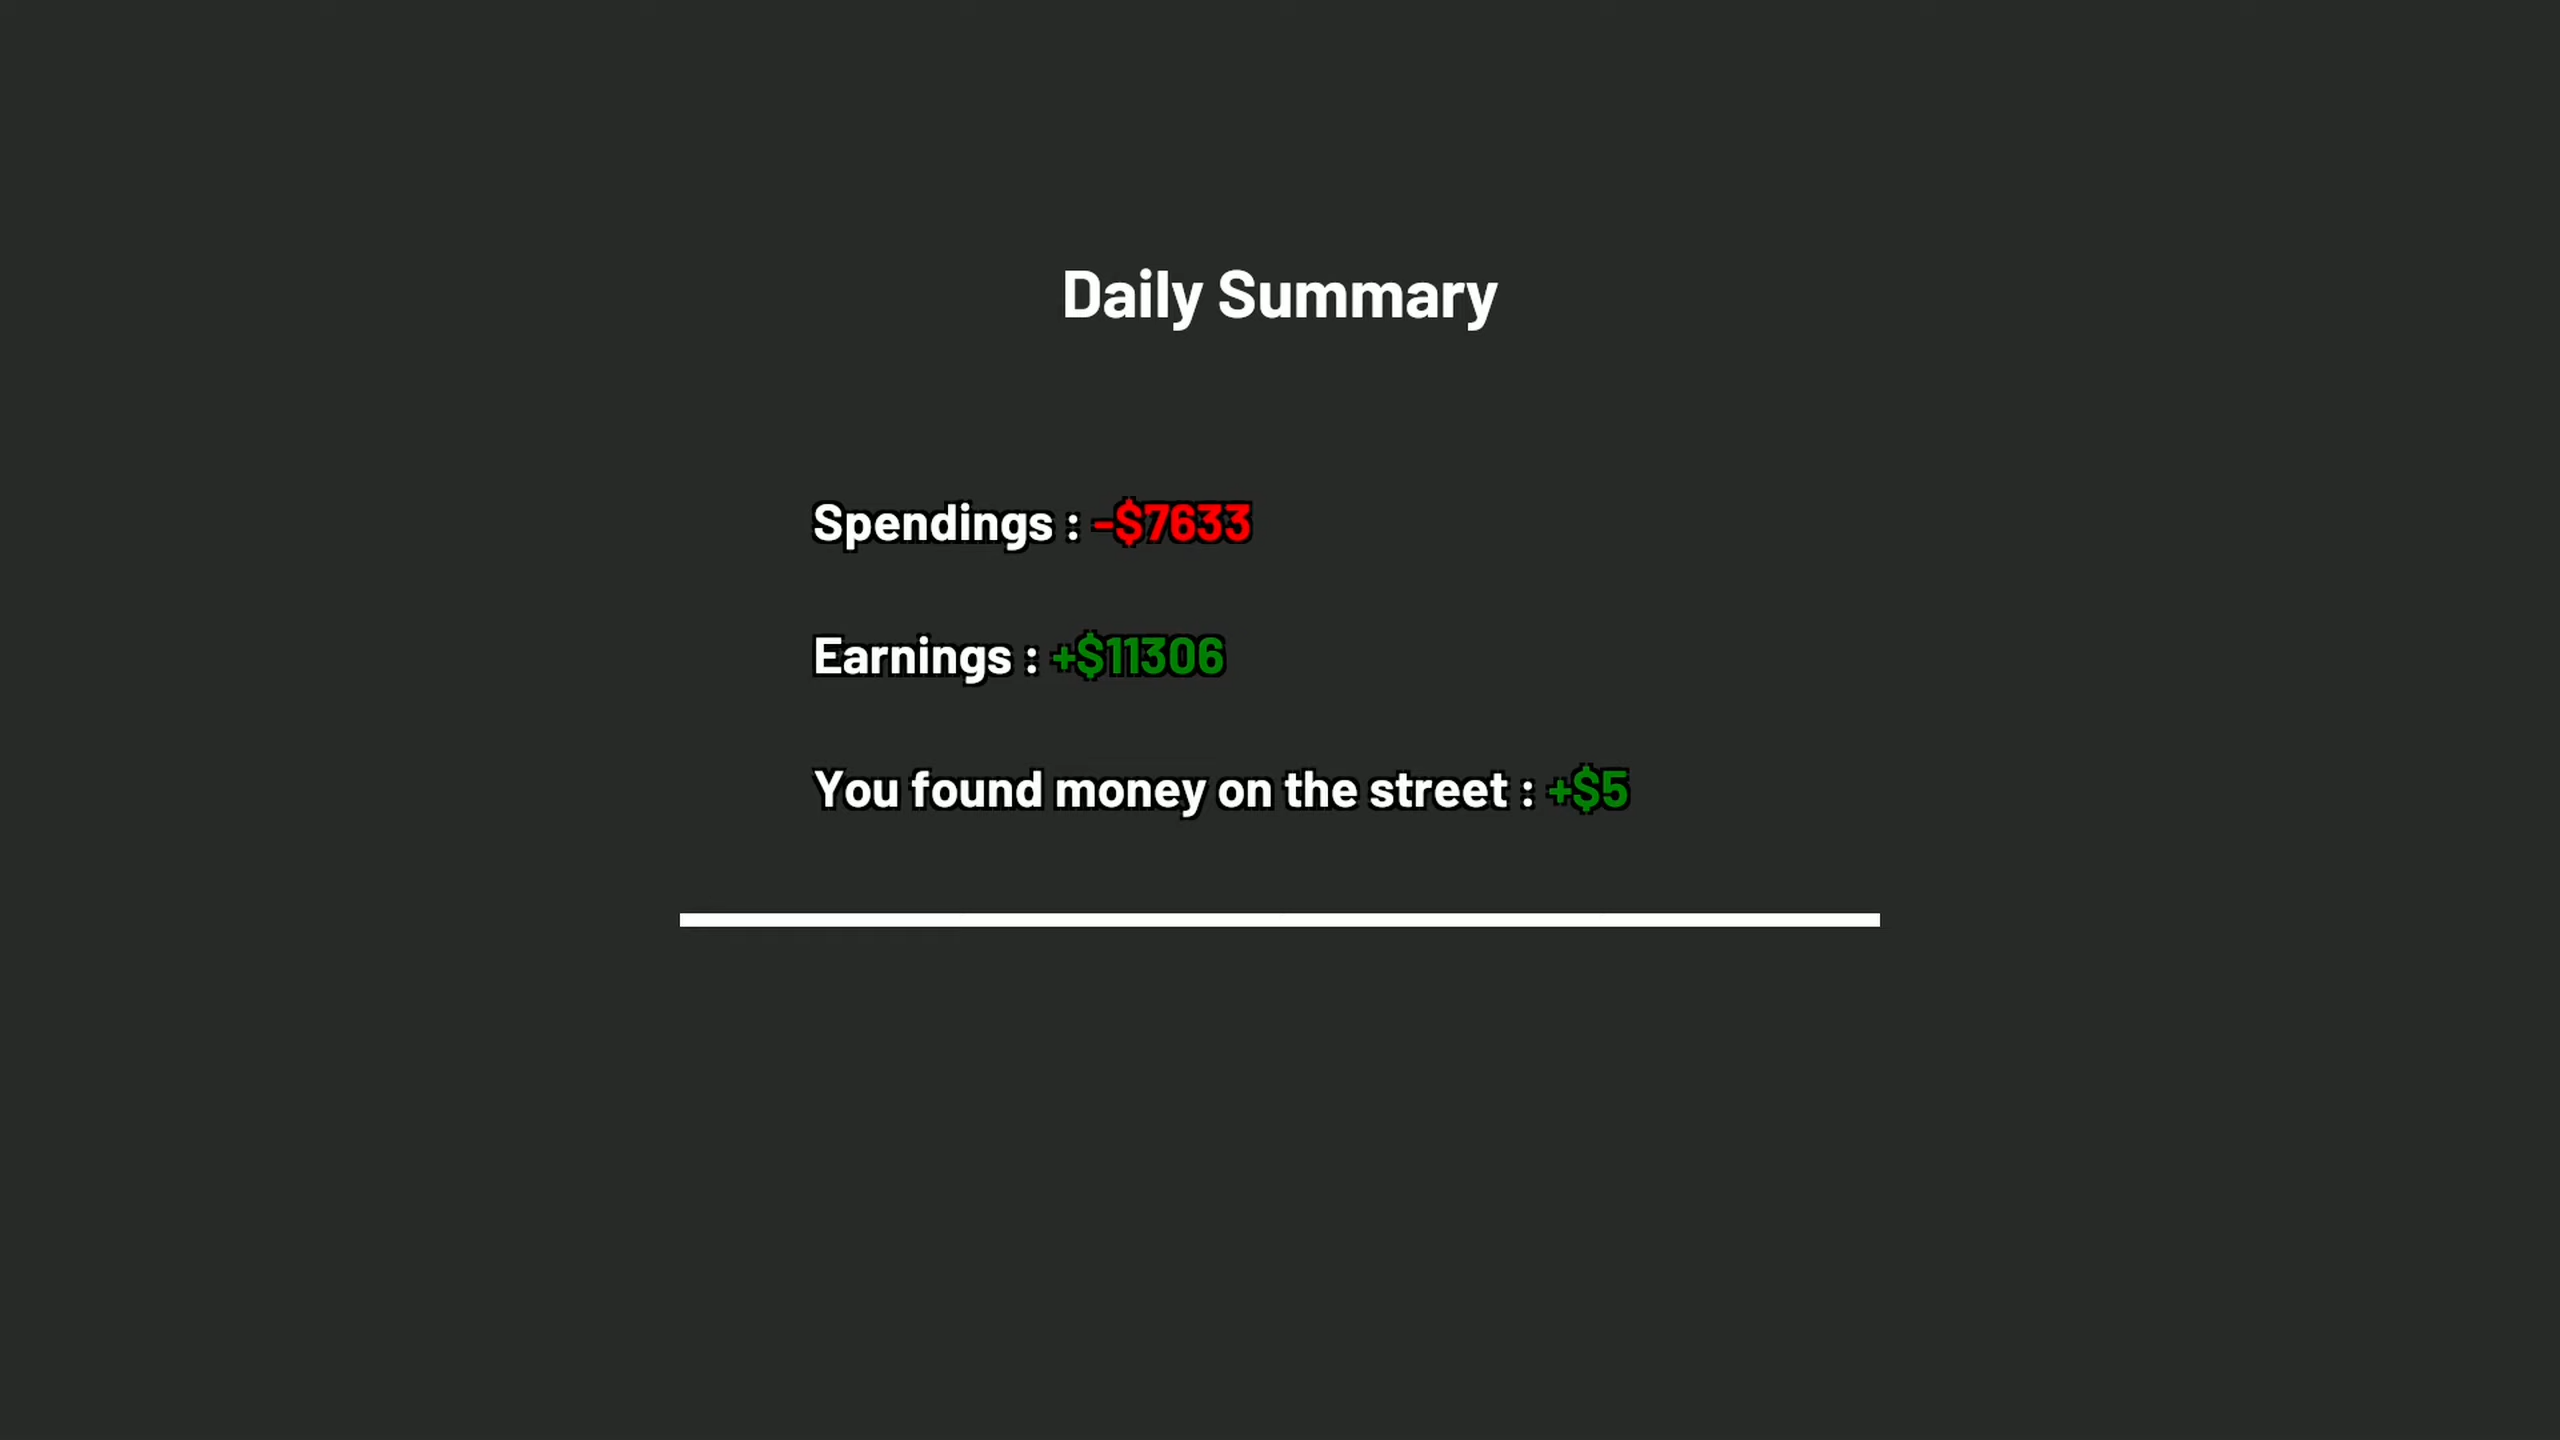 Daily Summary
Spendings : -$7633
Earnings : +$11306
You found money on the street : +$5